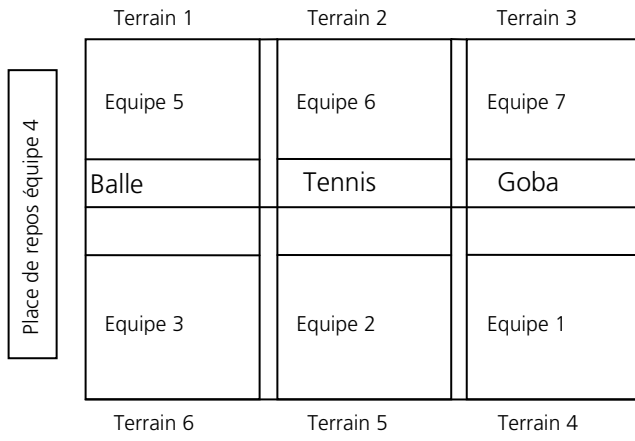 Terrain 1 Terrain 2 Terrain 3
Equipe 5 Equipe 6 Equipe 7
Place de repos équipe 4
Balle Tennis Goba
Equipe 3 Equipe 2 Equipe 1
Terrain 6 Terrain 5 Terrain 4